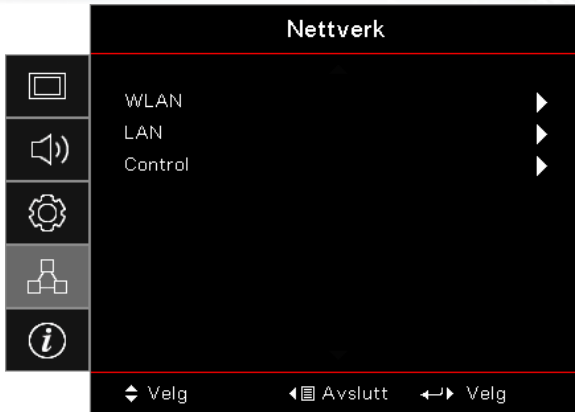 Nettverk
WLAN
LAN
Control
Velg Avslutt Velg